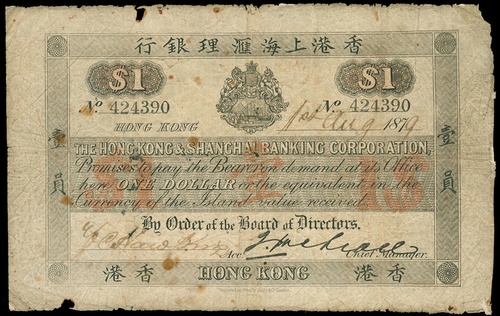 行銀理滙海上港香
$1 $1
No 424390 No 424390
HONG KONG 1st Aug 1879
THE HONG KONG & SHANGHAI BANKING CORPORATION,
Promises to pay the Bearer on demand at its Office
here ONE DOLLAR or the equivalent in the
Currency of the Island value received.
By Order of the Board of Directors.
Acct. Chief Manager.
港香 HONG KONG 港香
壹員
壹員